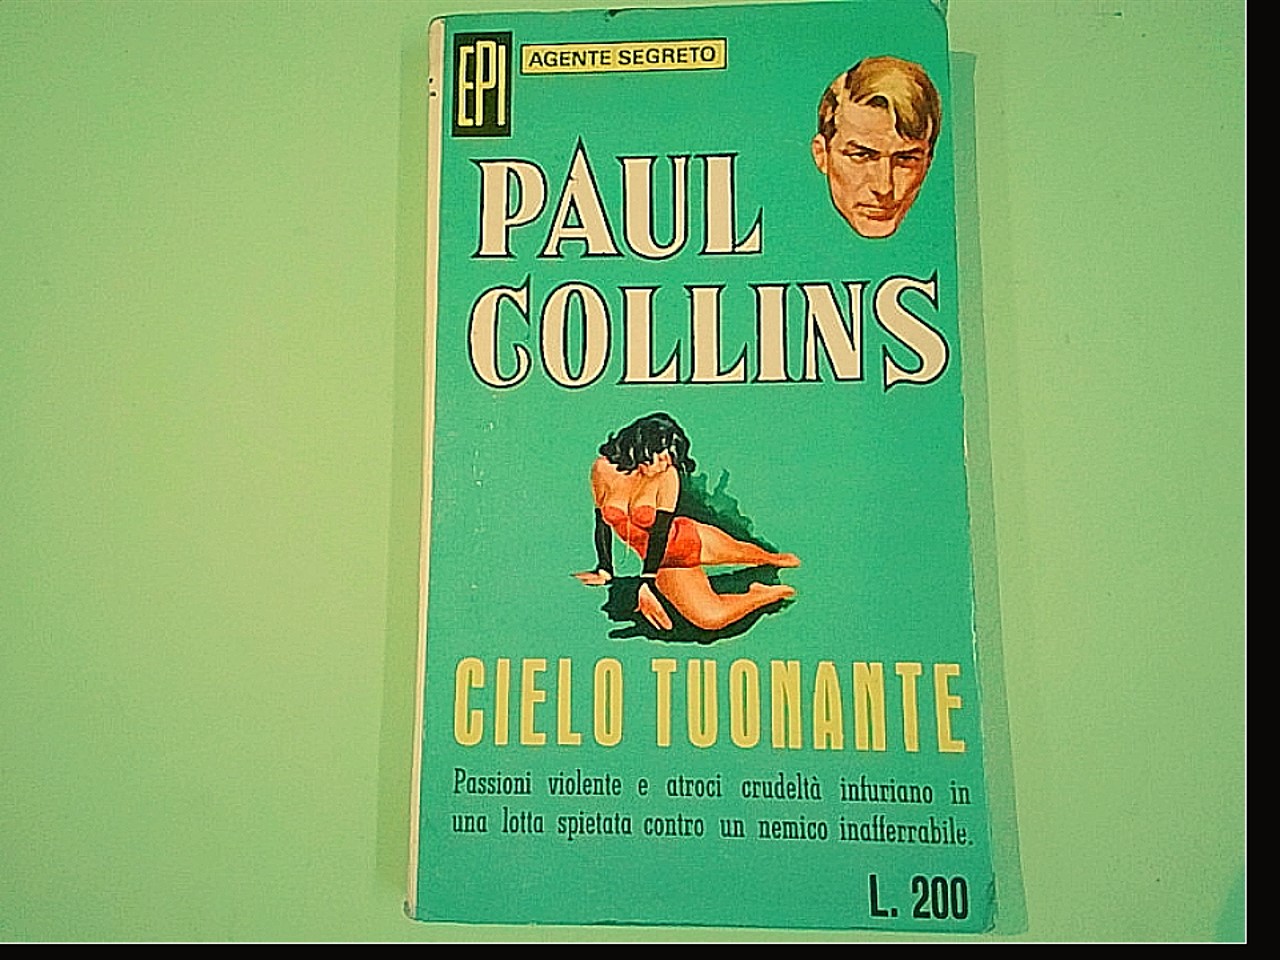 EPI
AGENTE SEGRETO
PAUL
COLLINS
CIELO TUONANTE
Passioni violente e atroci crudeltà infuriano in
una lotta spietata contro un nemico inafferrabile.
L. 200